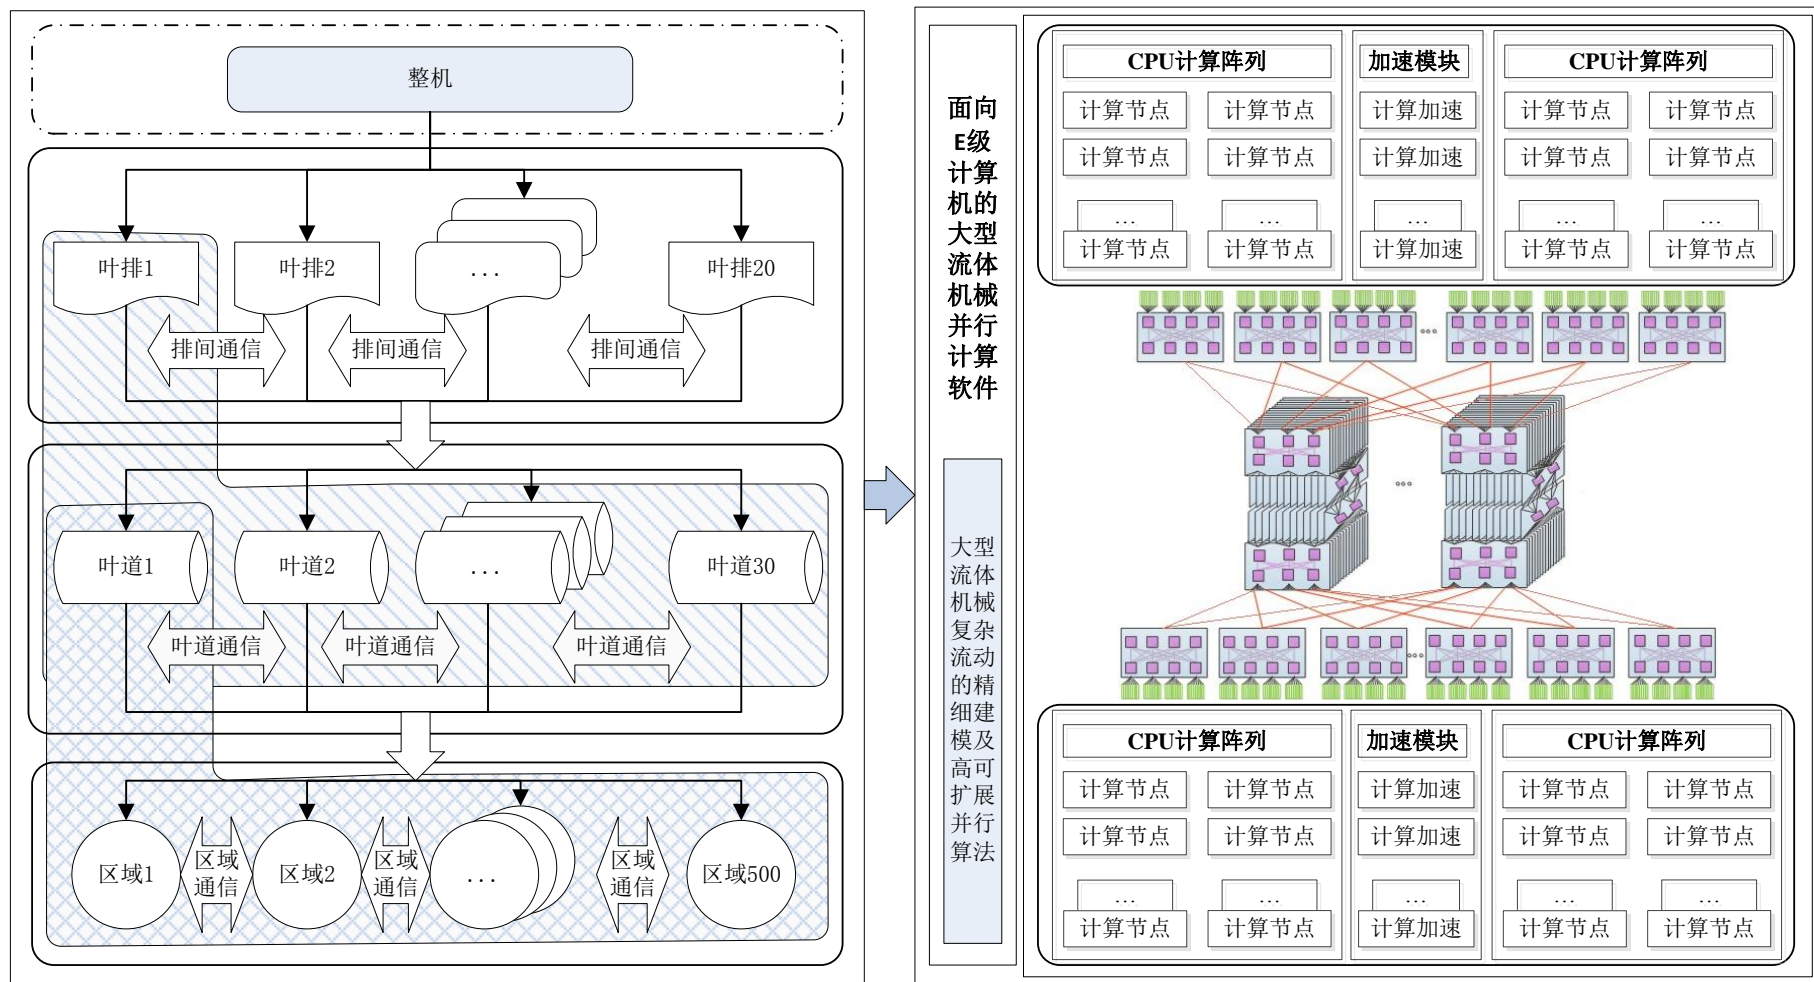 整机
叶排1
叶排2
...
叶排20
排间通信
排间通信
排间通信
叶道1
叶道2
...
叶道30
叶道通信
叶道通信
叶道通信
区域1
区域
通信
区域2
区域
通信
...
区域
通信
区域500
面向
E级
计算
机的
大型
流体
机械
并行
计算
软件
大型
流体
机械
复杂
流动
的精
细建
模及
高可
扩展
并行
算法
CPU计算阵列
加速模块
CPU计算阵列
计算节点
计算节点
计算加速
计算节点
计算节点
计算节点
计算节点
计算加速
计算节点
计算节点
...
...
...
...
...
计算节点
计算节点
计算加速
计算节点
计算节点
CPU计算阵列
加速模块
CPU计算阵列
计算节点
计算节点
计算加速
计算节点
计算节点
计算节点
计算节点
计算加速
计算节点
计算节点
...
...
...
...
...
计算节点
计算节点
计算加速
计算节点
计算节点